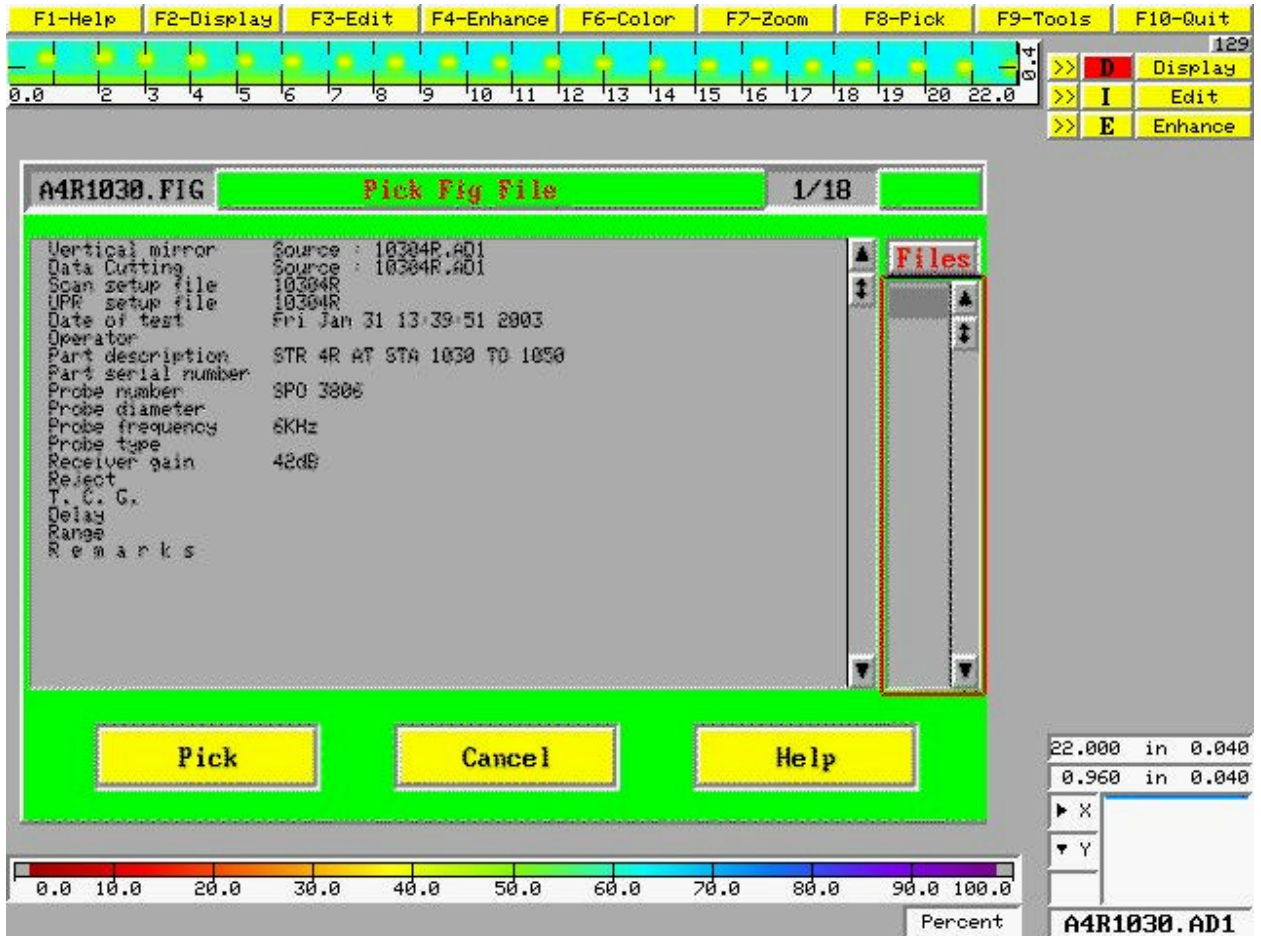 F1-Help F2-Display F3-Edit F4-Enhance F6-Color F7-Zoom F8-Pick F9-Tools F10-Quit
129
0.4
>> D Display
0.0 2 3 4 5 6 7 8 9 10 11 12 13 14 15 16 17 18 19 20 22.0
>> I Edit
>> E Enhance
A4R1030.FIG Pick Fig File 1/18
Files
Vertical mirror Source : 10304R.AD1
Data Cutting Source : 10304R.AD1
Scan setup file 10304R
UPR setup file 10304R
Date of test Fri Jan 31 13:39:51 2003
Operator
Part description STR 4R AT STA 1030 TO 1050
Part serial number
Probe number SPO 3806
Probe diameter
Probe frequency 6KHz
Probe type
Receiver gain 42dB
Reject
T. C. G.
Delay
Range
R e m a r k s
Pick Cancel Help
22.000 in 0.040
0.960 in 0.040
X
Y
0.0 10.0 20.0 30.0 40.0 50.0 60.0 70.0 80.0 90.0 100.0
Percent
A4R1030.AD1